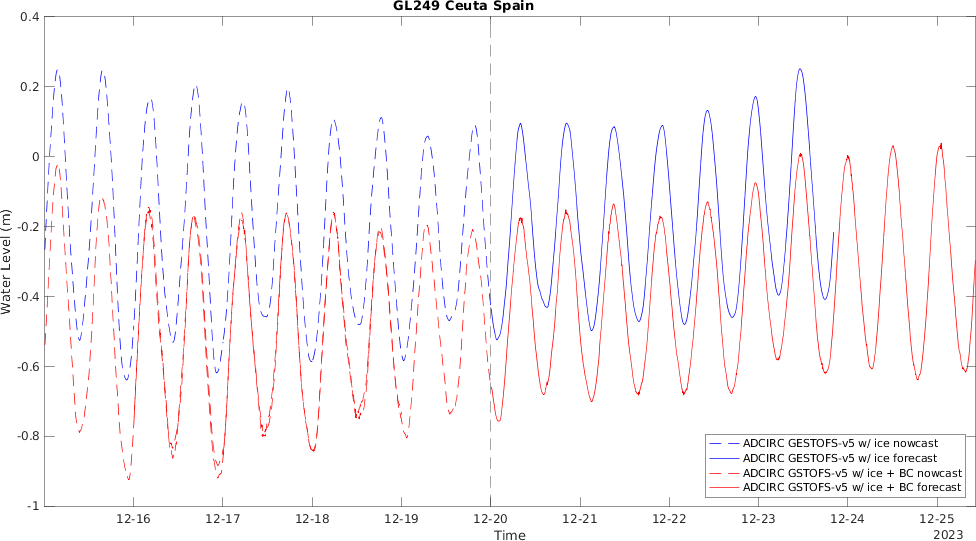 GL249 Ceuta Spain
0.4
0.2
0
-0.2
-0.4
-0.6
-0.8
-1
Water Level (m)
ADCIRC GESTOFS-v5 w/ ice nowcast
ADCIRC GESTOFS-v5 w/ ice forecast
ADCIRC GSTOFS-v5 w/ ice + BC nowcast
ADCIRC GSTOFS-v5 w/ ice + BC forecast
12-16 12-17 12-18 12-19 12-20 12-21 12-22 12-23 12-24 12-25
Time
2023